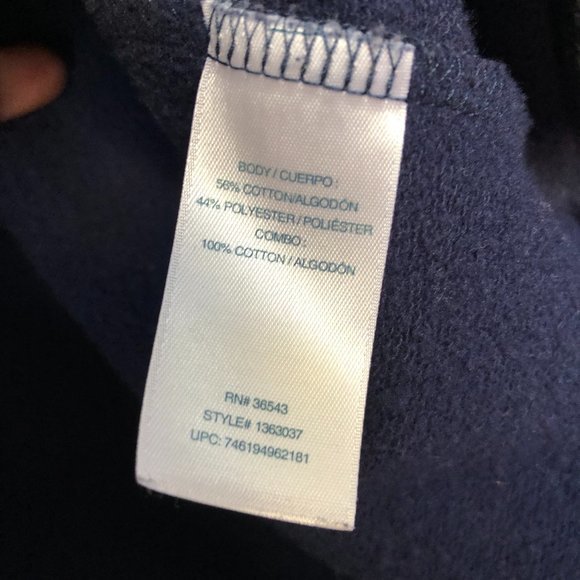 BODY / CUERPO :
56% COTTON/ALGODÓN
44% POLYESTER / POLIÉSTER
COMBO :
100% COTTON / ALGODÓN
RN# 36543
STYLE# 1363037
UPC: 746194962181